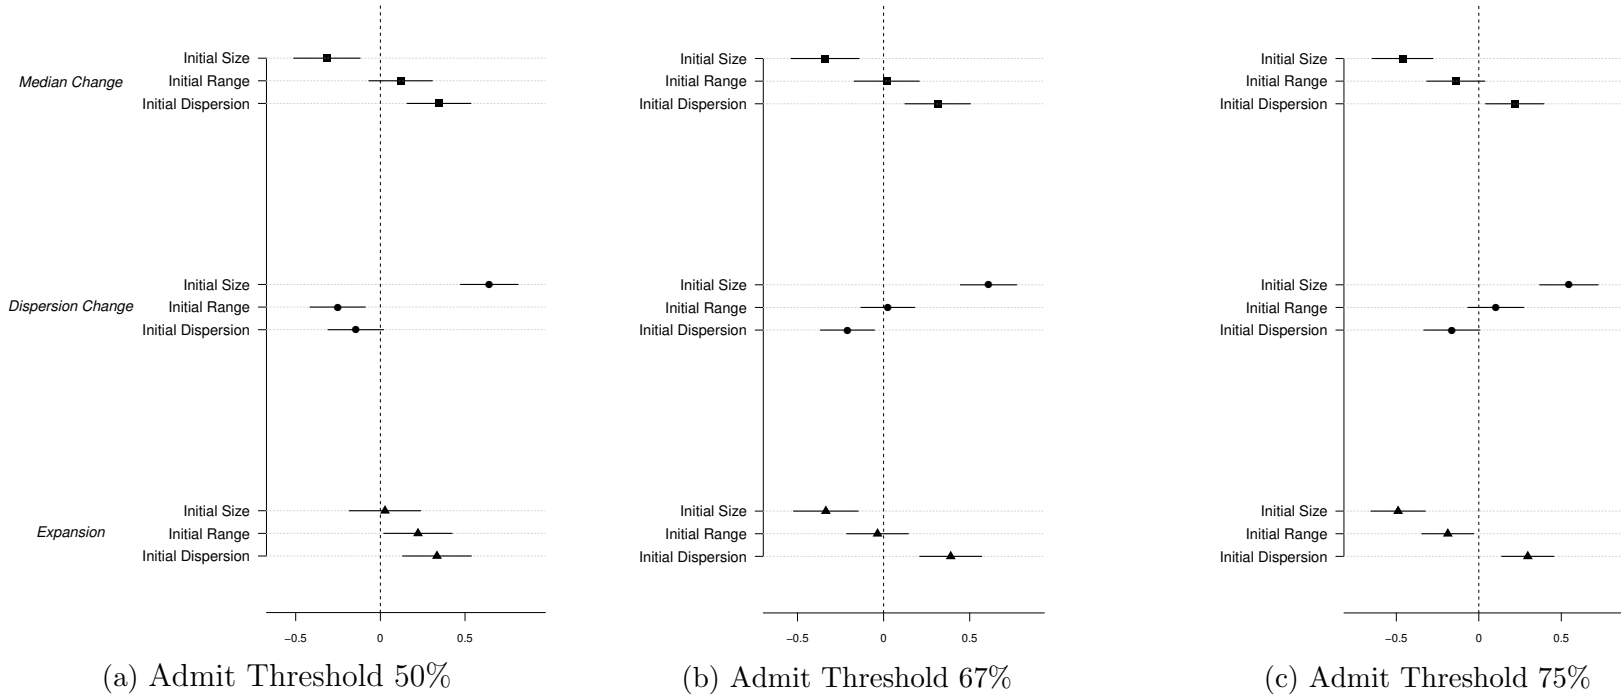 Median Change
Initial Size
Initial Range
Initial Dispersion
Dispersion Change
Initial Size
Initial Range
Initial Dispersion
Expansion
Initial Size
Initial Range
Initial Dispersion
−0.5 0 0.5
(a) Admit Threshold 50%
Initial Size
Initial Range
Initial Dispersion
Initial Size
Initial Range
Initial Dispersion
Initial Size
Initial Range
Initial Dispersion
−0.5 0 0.5
(b) Admit Threshold 67%
Initial Size
Initial Range
Initial Dispersion
Initial Size
Initial Range
Initial Dispersion
Initial Size
Initial Range
Initial Dispersion
−0.5 0 0.5
(c) Admit Threshold 75%